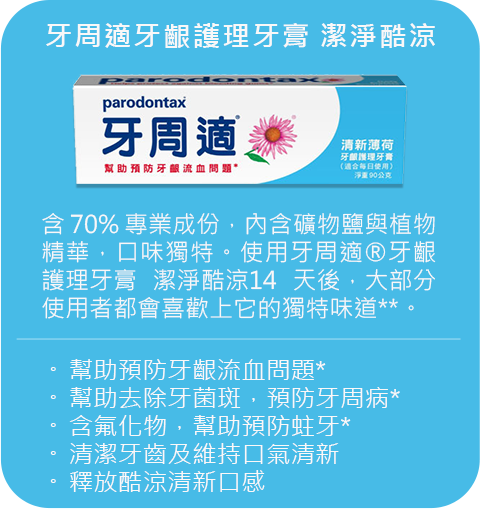 牙周適牙齦護理牙膏 潔淨酷涼
parodontax
parodontax
牙周適®
幫助預防牙齦流血問題*
清新薄荷
牙齦護理牙膏
（適合每日使用）
淨重90公克
含 70% 專業成份，內含礦物鹽與植物
精華，口味獨特。使用牙周適®牙齦
護理牙膏 潔淨酷涼14 天後，大部分
使用者都會喜歡上它的獨特味道**。
。幫助預防牙齦流血問題*
。幫助去除牙菌斑，預防牙周病*
。含氟化物，幫助預防蛀牙*
。清潔牙齒及維持口氣清新
。釋放酷涼清新口感